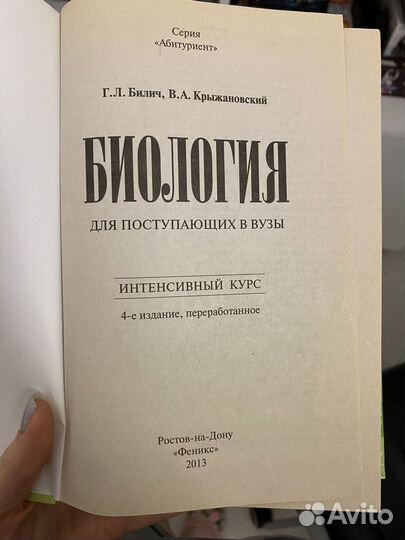 Серия
«Абитуриент»
Г.Л. Билич, В.А. Крыжановский
БИОЛОГИЯ
ДЛЯ ПОСТУПАЮЩИХ В ВУЗЫ
ИНТЕНСИВНЫЙ КУРС
4-е издание, переработанное
Ростов-на-Дону
«Феникс»
2013
Avito